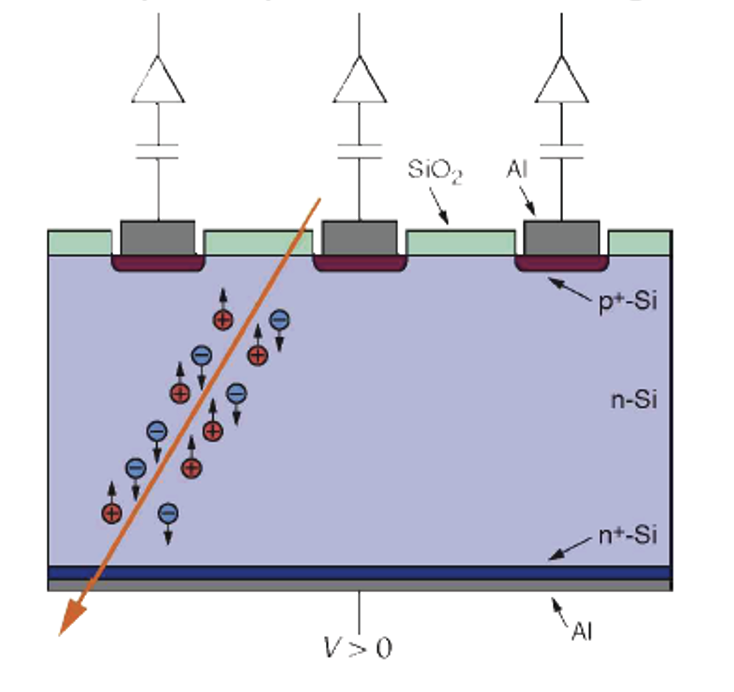 SiO₂
Al
p⁺-Si
n-Si
n⁺-Si
Al
V > 0